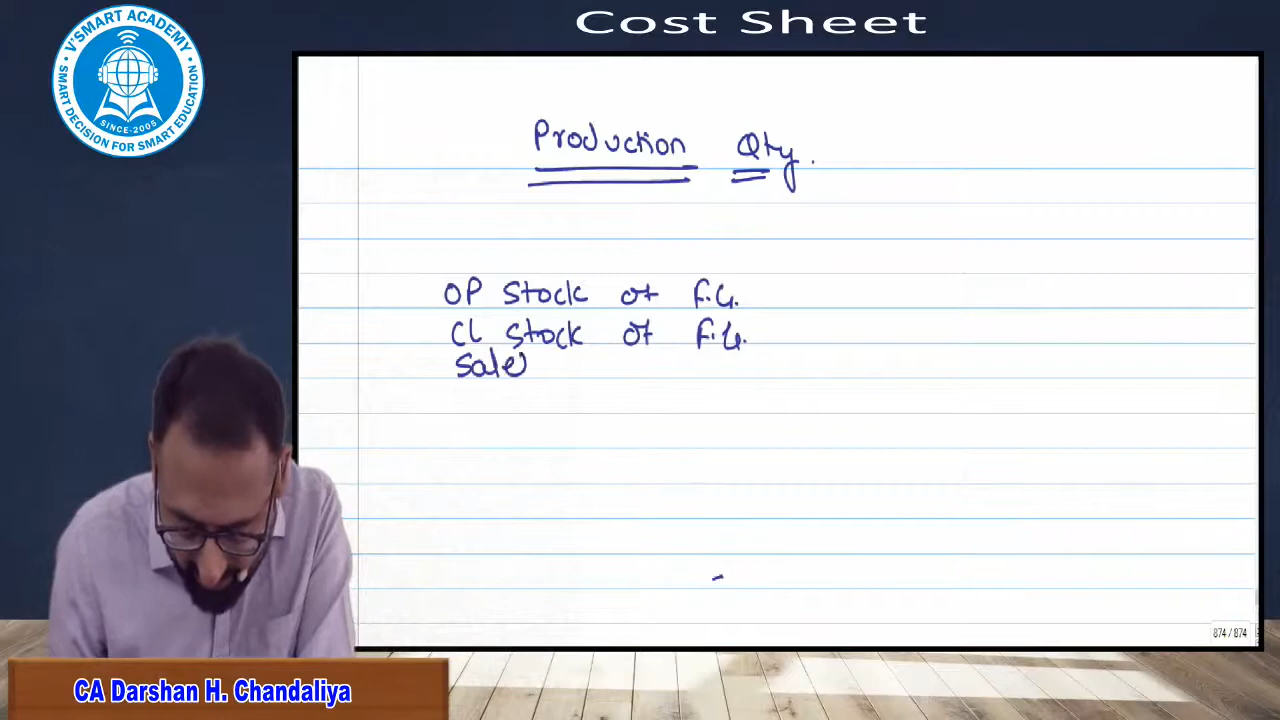 Cost Sheet
V'SMART ACADEMY
SINCE-2005
SMART DECISION FOR SMART EDUCATION
Production Qty.
OP Stock of F.G.
Cl Stock of F.G.
Sale
874 / 874
CA Darshan H. Chandaliya